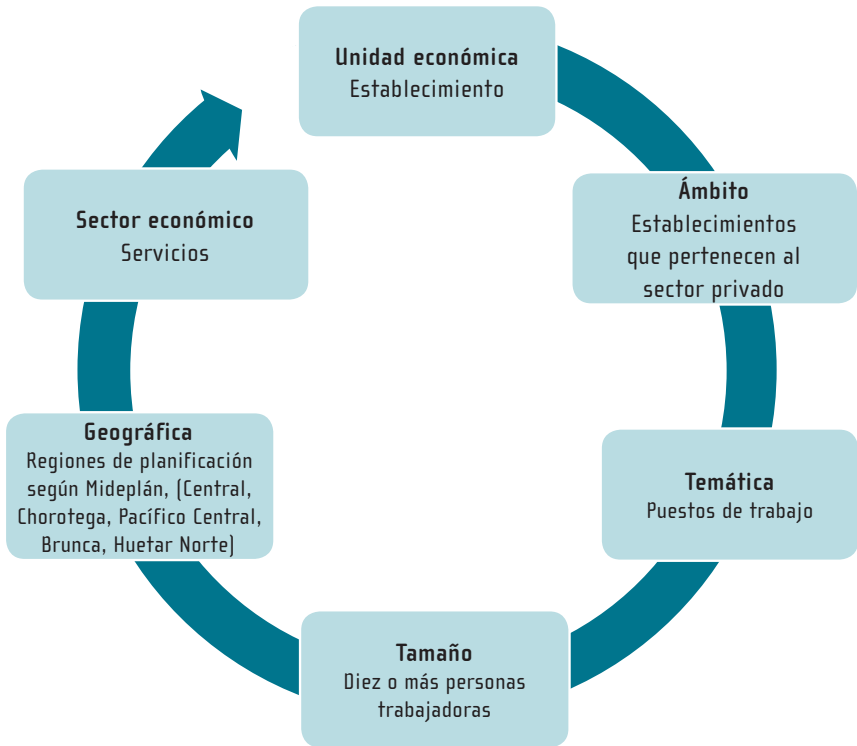 Unidad económica
Establecimiento
Ámbito
Establecimientos
que pertenecen al
sector privado
Temática
Puestos de trabajo
Tamaño
Diez o más personas
trabajadoras
Geográfica
Regiones de planificación
según Mideplán, (Central,
Chorotega, Pacífico Central,
Brunca, Huetar Norte)
Sector económico
Servicios